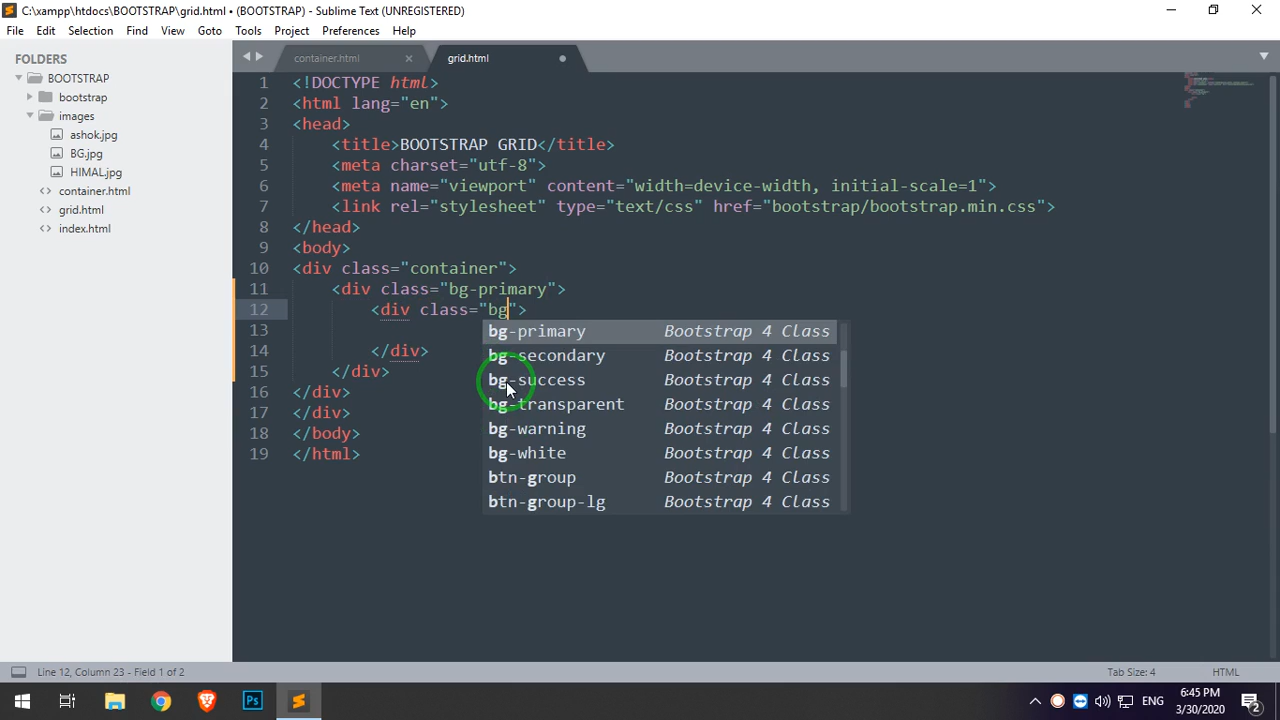 C:\xampp\htdocs\BOOTSTRAP\grid.html • (BOOTSTRAP) - Sublime Text (UNREGISTERED)
File Edit Selection Find View Goto Tools Project Preferences Help
FOLDERS
BOOTSTRAP
bootstrap
images
ashok.jpg
BG.jpg
HIMAL.jpg
container.html
grid.html
index.html
container.html × grid.html
1 <!DOCTYPE html>
2 <html lang="en">
3 <head>
4 <title>BOOTSTRAP GRID</title>
5 <meta charset="utf-8">
6 <meta name="viewport" content="width=device-width, initial-scale=1">
7 <link rel="stylesheet" type="text/css" href="bootstrap/bootstrap.min.css">
8 </head>
9 <body>
10 <div class="container">
11 <div class="bg-primary">
12 <div class="bg">
13
14 </div>
15 </div>
16 </div>
17 </div>
18 </body>
19 </html>
bg-primary Bootstrap 4 Class
bg-secondary Bootstrap 4 Class
bg-success Bootstrap 4 Class
bg-transparent Bootstrap 4 Class
bg-warning Bootstrap 4 Class
bg-white Bootstrap 4 Class
btn-group Bootstrap 4 Class
btn-group-lg Bootstrap 4 Class
Line 12, Column 23 - Field 1 of 2 Tab Size: 4 HTML
Ps
ENG
6:45 PM
3/30/2020
2